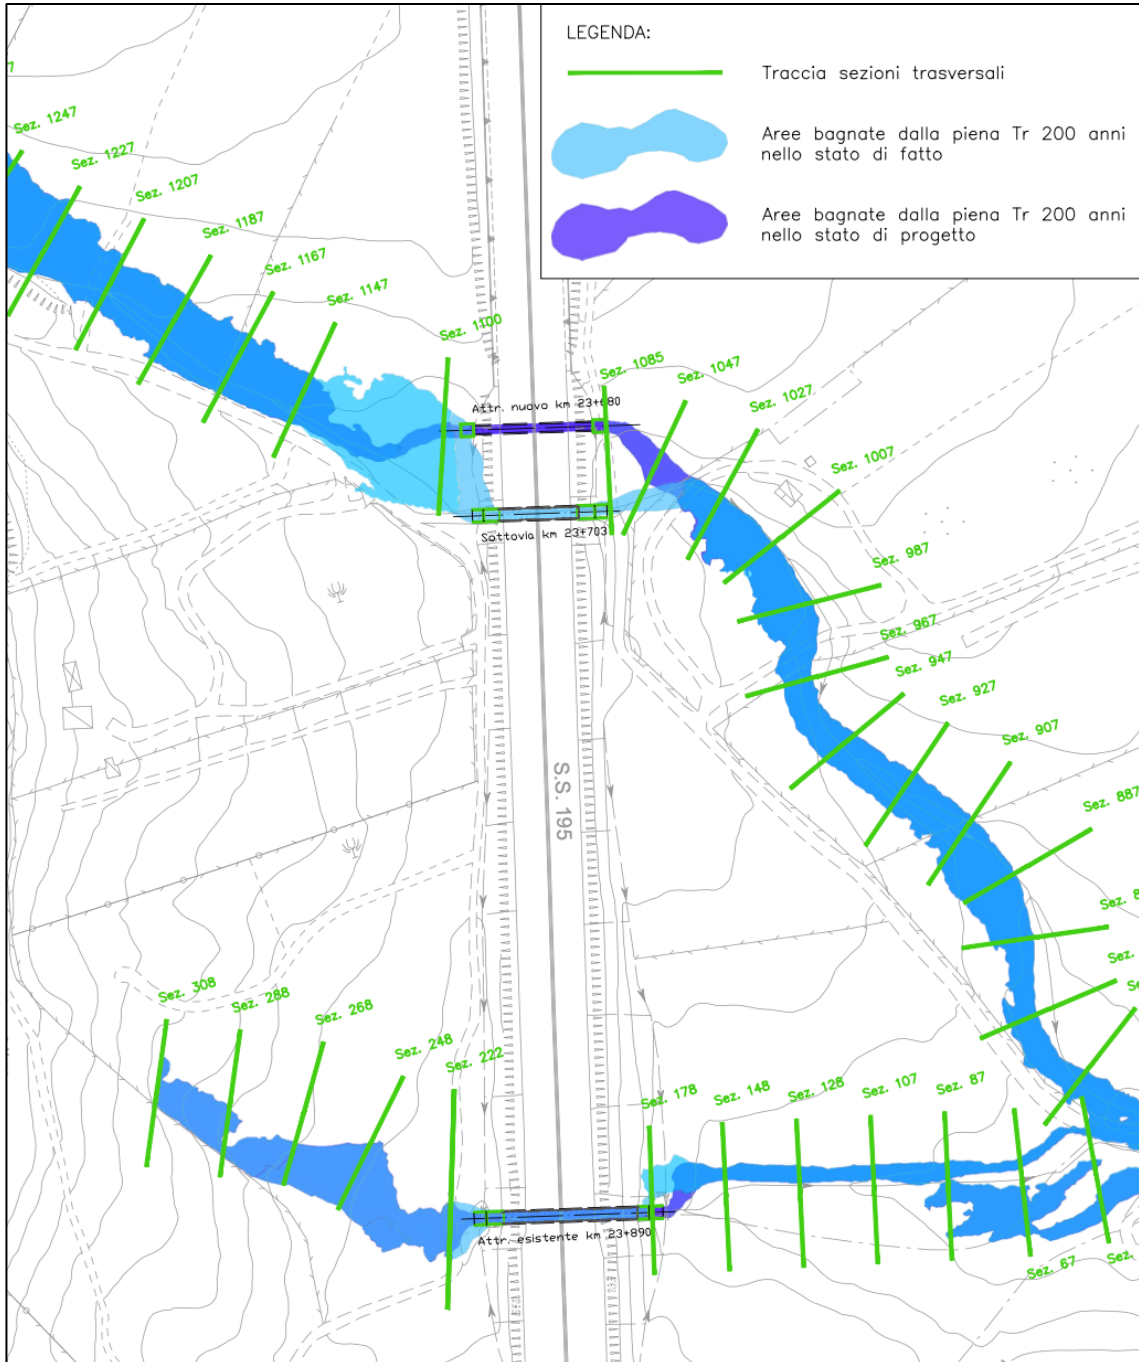 LEGENDA:
Traccia sezioni trasversali
Aree bagnate dalla piena Tr 200 anni
nello stato di fatto
Aree bagnate dalla piena Tr 200 anni
nello stato di progetto
7
Sez. 1247
Sez. 1227
Sez. 1207
Sez. 1187
Sez. 1167
Sez. 1147
Sez. 1100
Sez. 1085
Sez. 1047
Sez. 1027
Sez. 1007
Attr. nuovo km 23+680
Sottovia km 23+703
Sez. 987
Sez. 967
Sez. 947
Sez. 927
Sez. 907
Sez. 887
S.S. 195
Sez. 308
Sez. 288
Sez. 268
Sez. 248
Sez. 222
Sez. 178
Sez. 148
Sez. 128
Sez. 107
Sez. 87
Attr. esistente km 23+890
Sez. 67
Sez.